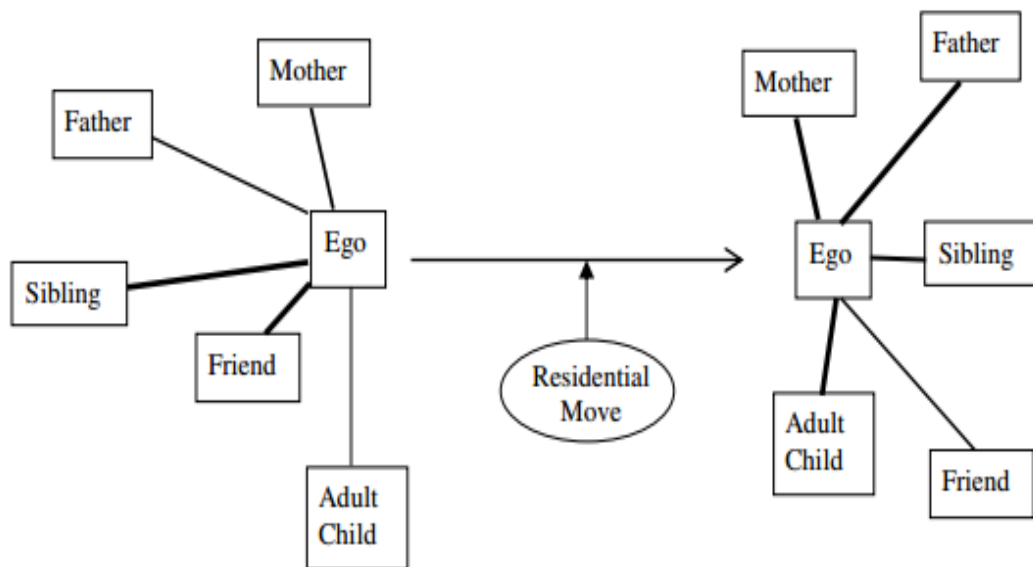 Mother
Father
Ego
Sibling
Friend
Adult
Child
Residential
Move
Father
Mother
Ego
Sibling
Adult
Child
Friend